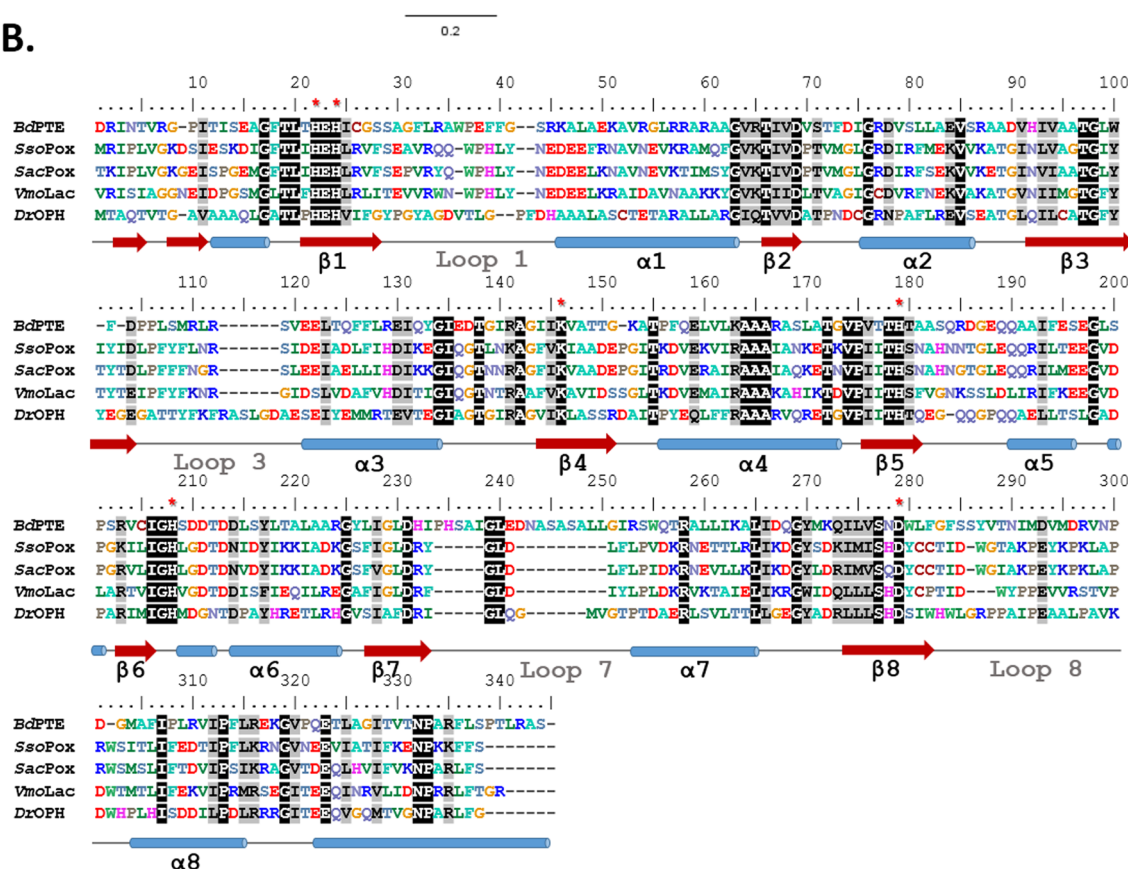 B.
0.2
10 20 30 40 50 60 70 80 90 100
* *
BdPTE DRINTVRG-PITISEAGFTLTHEHICGSSAGFLRAWPEFFG--SRKALAEKAVRGLRRARAAGVKTIVDVSTFDIGRDVSLLAEVSRAADVHIVAATGLW
SsoPox MRIPLVGKDSIESKDIGFTLIHEHLRVFSEAVRQQ-WPHLY--NEDEEFRNAVNEVKRAMQFGVKTIVDPTVMGLGRDIRFMEKVVKATGINLVAGTGIY
SacPox TKIPLVGKGEISPGEMGFTLIHEHLRVFSEPVRYQ-WPHLY--NEDEELKNAVNEVKTIMSYGVKTIVDPTVMGLGRDIRFSEKVVKETGINVIAATGLY
VmoLac VRISIAGGNEIDPGSMGLTLFHEHLRLITEVVRWN-WPHLY--NEDEELKRAIDAVNAAKKYGVKTIVDLTVAGIGCDVRFNEKVAKATGVNIIMGTGFY
DrOPH MTAQTVTG-AVAAAQLGATLPHEHVIFGYPGYAGDVTLG--PFDHAAALASCTETARALLARGIQTVVDATPNDCGRNPAFLREVSEATGLQILCATGFY
β1 Loop 1 α1 β2 α2 β3
110 120 130 140 150 160 170 180 190 200
* *
BdPTE -F-DPPLSMRLR------SVEELTQFFLREIQYGIEDTGIRAGIIKVATTG-KATPFQELVLKAAARASLATGVPVTTHTAASQRDGEQQAAIFESEGLS
SsoPox IYIDLPFYFLNR------SIDEIADLFIHDIKEGIQGTLNKAGFVKIAADEPGITKDVEKVIRAAAIANKETKVPIITHSNAHNNTGLEQQRILTEEGVD
SacPox TYTDLPFFFNGR------SLEEIAELLIHDIKKGIQGTNNRAGFIKVAADEPGITRDVERAIRAAAIAQKETNVPIITHSNAHNNTGQEQQRILMEEGVD
VmoLac TYTEIPFYFKNR------GIDSLVDAFVHDITIGIQGTNTRAAFVKAVIDSSGLTKDVEMAIRAAAKAHIKTDVPIITHSFVGNKSSLDLIRIFKEEGVD
DrOPH YEGEGATTYFKFRASLGDAESEIYEMMRTEVTEGIAGTGIRAGVIKLASSRDAITPYEQLFFRAAARVQRETGVPIITHTQEG-QQGPQQAELLTSLGAD
Loop 3 α3 β4 α4 β5 α5
210 220 230 240 250 260 270 280 290 300
* *
BdPTE PSRVCIGHSDDTDDLSYLTALAARGYLIGLDHIPHSAIGLEDNASASALLGIRSWQTRALLIKALIDQGYMKQILVSNDWLFGFSSYVTNIMDVMDRVNP
SsoPox PGKILIGHLGDTDNIDYIKKIADKGSFIGLDRY-----GLD---------LFLPVDKRNETTLRLIKDGYSDKIMISHDYCCTID-WGTAKPEYKPKLAP
SacPox PGRVLIGHLGDTDNVDYIKKIADKGSFVGLDRY-----GLD---------LFLPIDKRNEVLLKLIKDGYLDRIMVSQDYCCTID-WGIAKPEYKPKLAP
VmoLac LARTVIGHVGDTDDISFIEQILREGAFIGLDRF-----GLD---------IYLPLDKRVKTAIELIKRGWIDQLLLSHDYCPTID---WYPPEVVRSTVP
DrOPH PARIMIGHMDGNTDPAYHRETLRHGVSIAFDRI-----GLQG------MVGTPTDAERLSVLTTLLGEGYADRLLLSHDSIWHWLGRPPAIPEAALPAVK
β6 α6 β7 Loop 7 α7 β8 Loop 8
310 320 330 340
BdPTE D-GMAFIPLRVIPFLREKGVPQETLAGITVTNPARFLSPTLRAS-
SsoPox RWSITLIFEDTIPFLKRNGVNEEVIATIFKENPKKFFS-------
SacPox RWSMSLIFTDVIPSIKRAGVTDEQLHVIFVKNPARLFS-------
VmoLac DWTMTLIFEKVIPRMRSEGITEEQINRVLIDNPRRLFTGR-----
DrOPH DWHPLHISDDILPDLRRRGITEEQVGQMTVGNPARLFG-------
α8